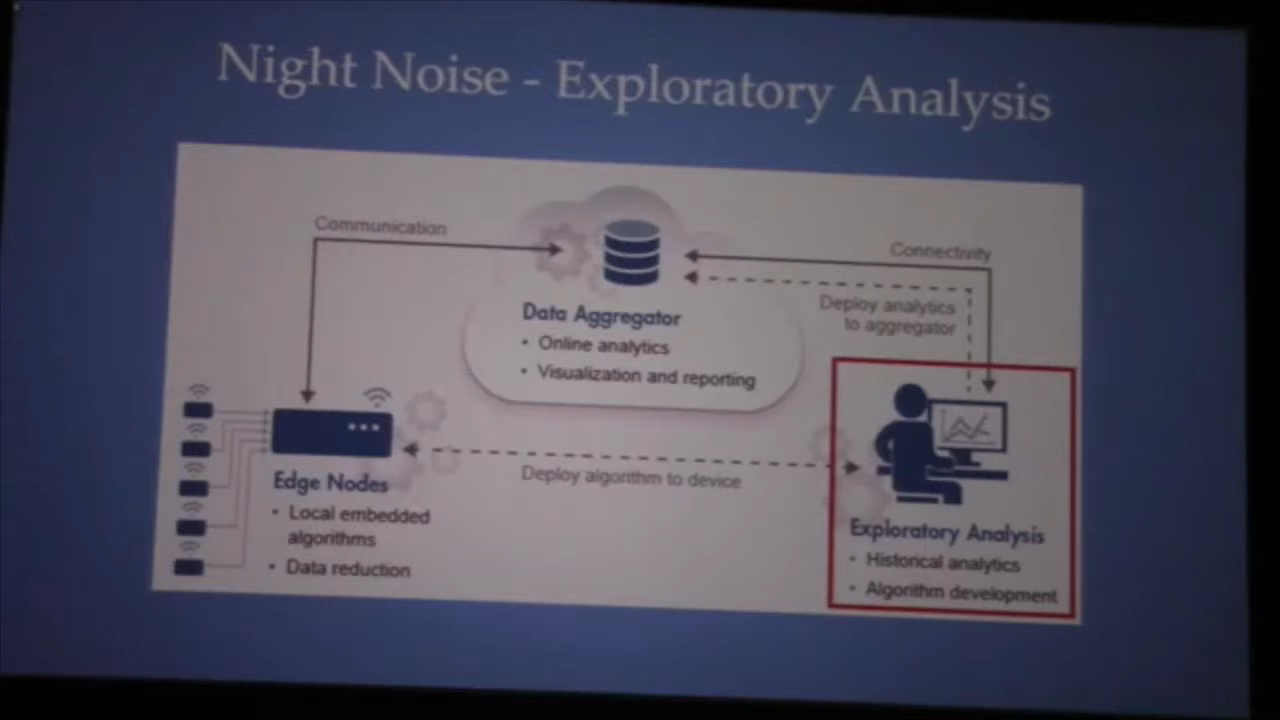 Night Noise - Exploratory Analysis
Communication
Connectivity
Deploy analytics
to aggregator
Data Aggregator
• Online analytics
• Visualization and reporting
Deploy algorithm to device
Edge Nodes
• Local embedded
algorithms
• Data reduction
Exploratory Analysis
• Historical analytics
• Algorithm development